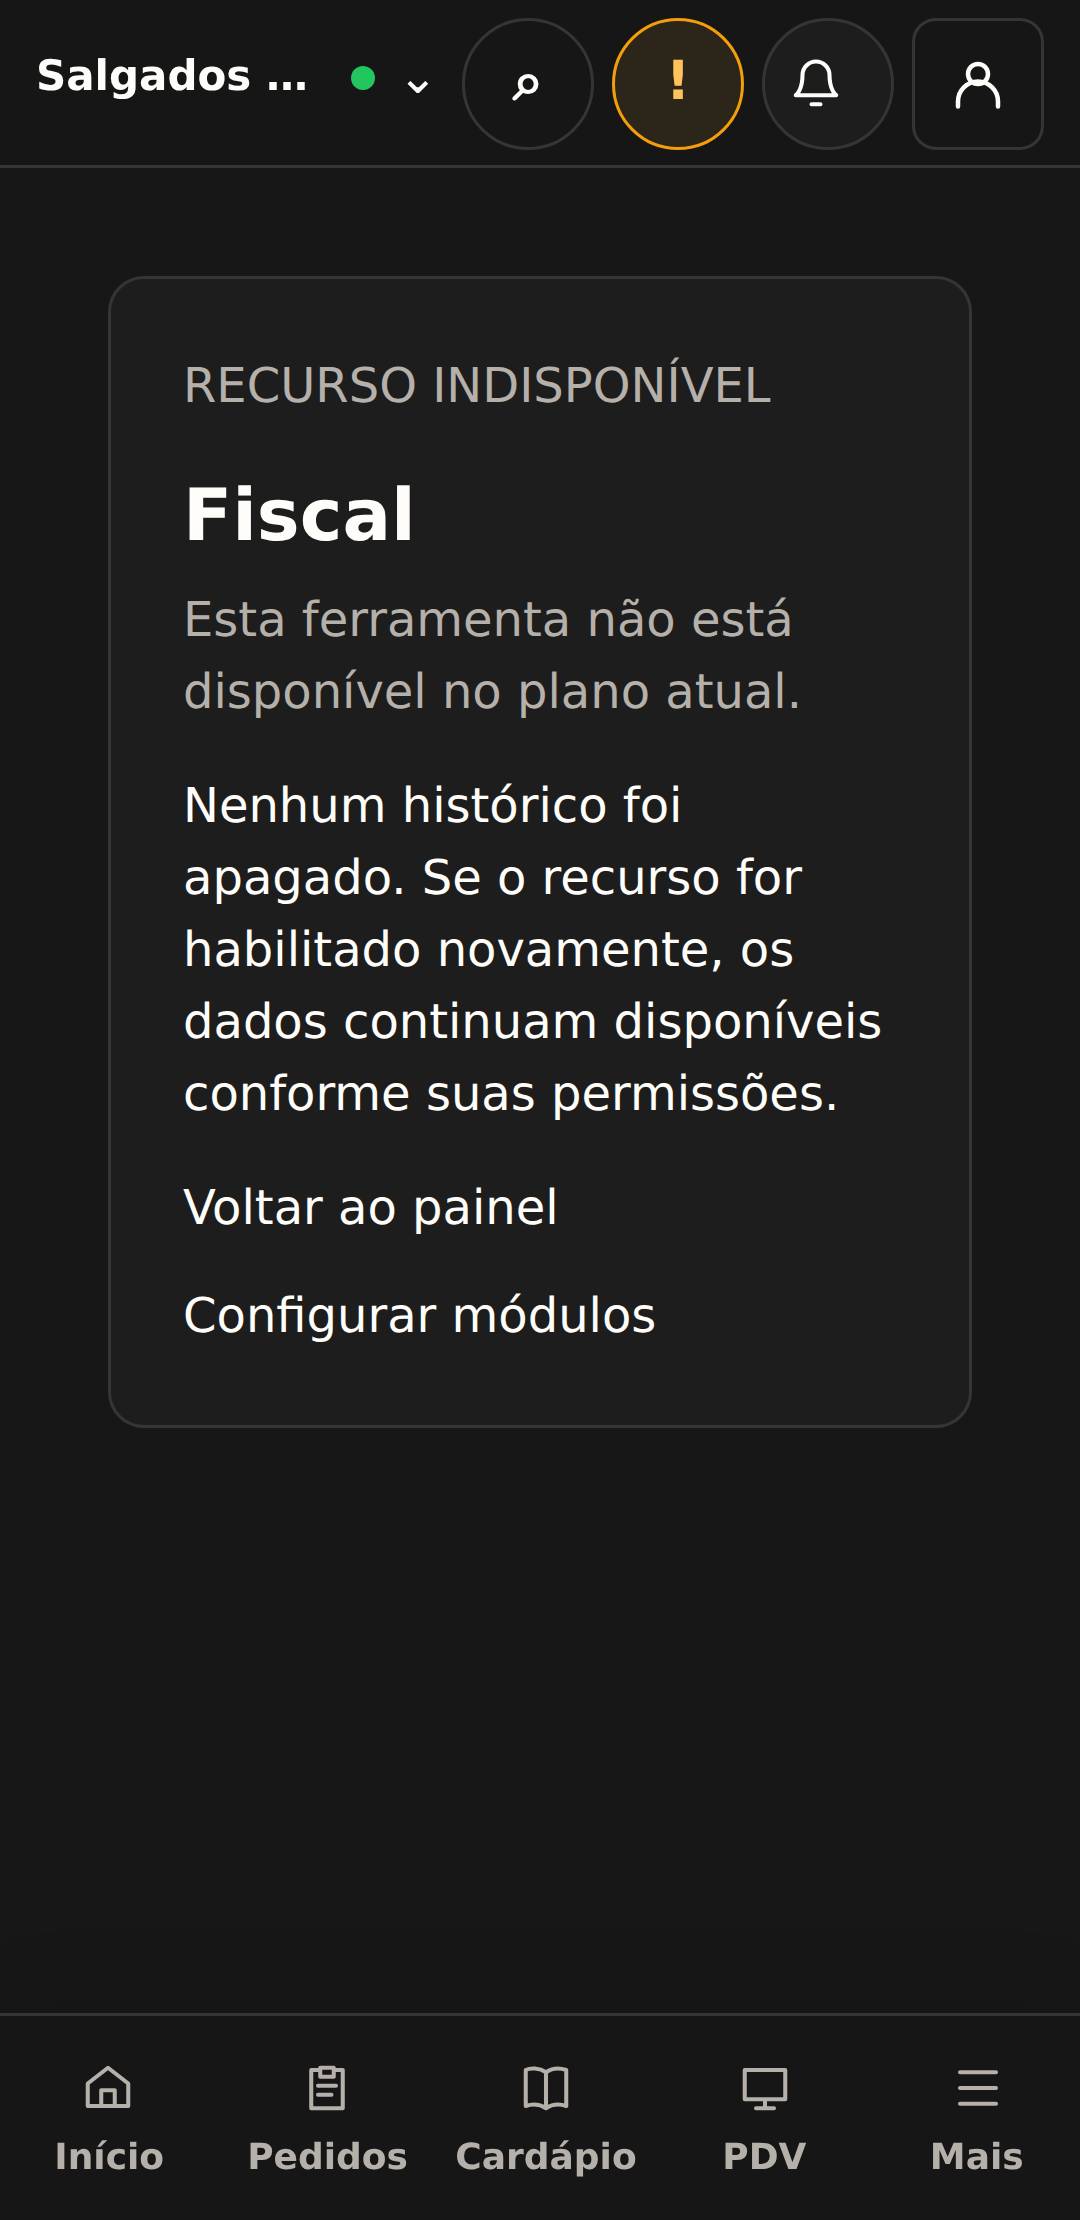 Salgados ...
!
RECURSO INDISPONÍVEL
Fiscal
Esta ferramenta não está
disponível no plano atual.
Nenhum histórico foi
apagado. Se o recurso for
habilitado novamente, os
dados continuam disponíveis
conforme suas permissões.
Voltar ao painel
Configurar módulos
Início
Pedidos
Cardápio
PDV
Mais